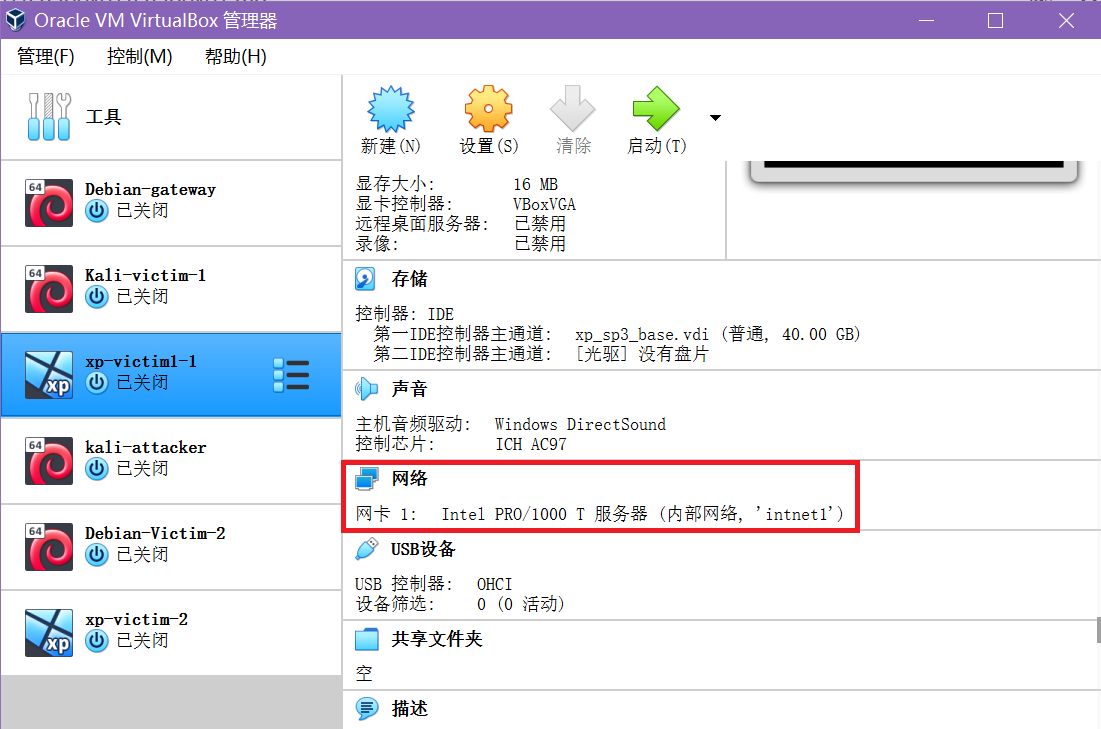 Oracle VM VirtualBox 管理器
管理(F) 控制(M) 帮助(H)
工具
64
Debian-gateway
已关闭
64
Kali-victim-1
已关闭
xp
xp-victim1-1
已关闭
64
kali-attacker
已关闭
64
Debian-Victim-2
已关闭
xp
xp-victim-2
已关闭
新建(N) 设置(S) 清除 启动(T)
显存大小: 16 MB
显卡控制器: VBoxVGA
远程桌面服务器: 已禁用
录像: 已禁用
存储
控制器: IDE
第一IDE控制器主通道: xp_sp3_base.vdi (普通, 40.00 GB)
第二IDE控制器主通道: [光驱] 没有盘片
声音
主机音频驱动: Windows DirectSound
控制芯片: ICH AC97
网络
网卡 1: Intel PRO/1000 T 服务器 (内部网络, 'intnet1')
USB设备
USB 控制器: OHCI
设备筛选: 0 (0 活动)
共享文件夹
空
描述